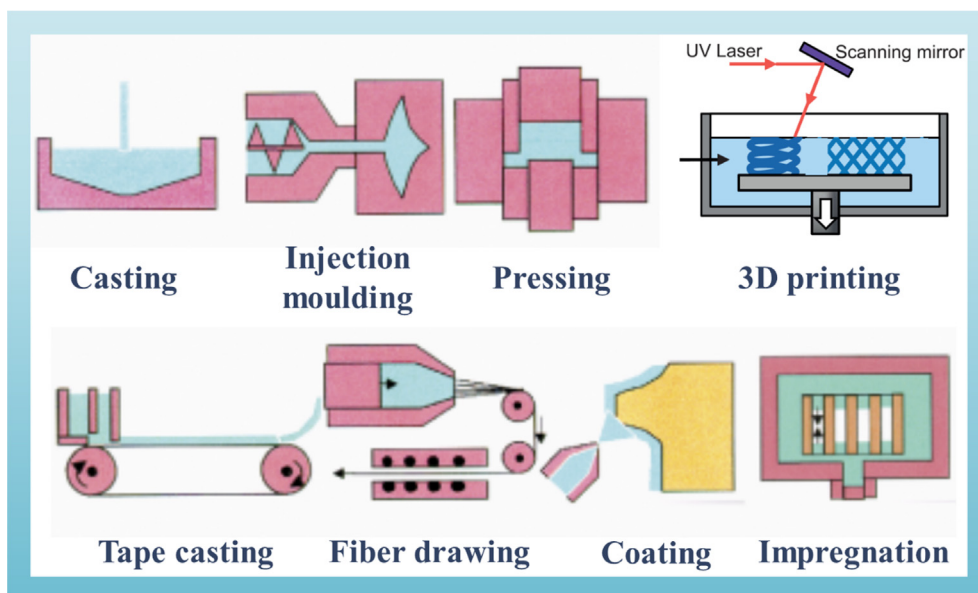 UV Laser
Scanning mirror
Casting
Injection
moulding
Pressing
3D printing
Tape casting
Fiber drawing
Coating
Impregnation